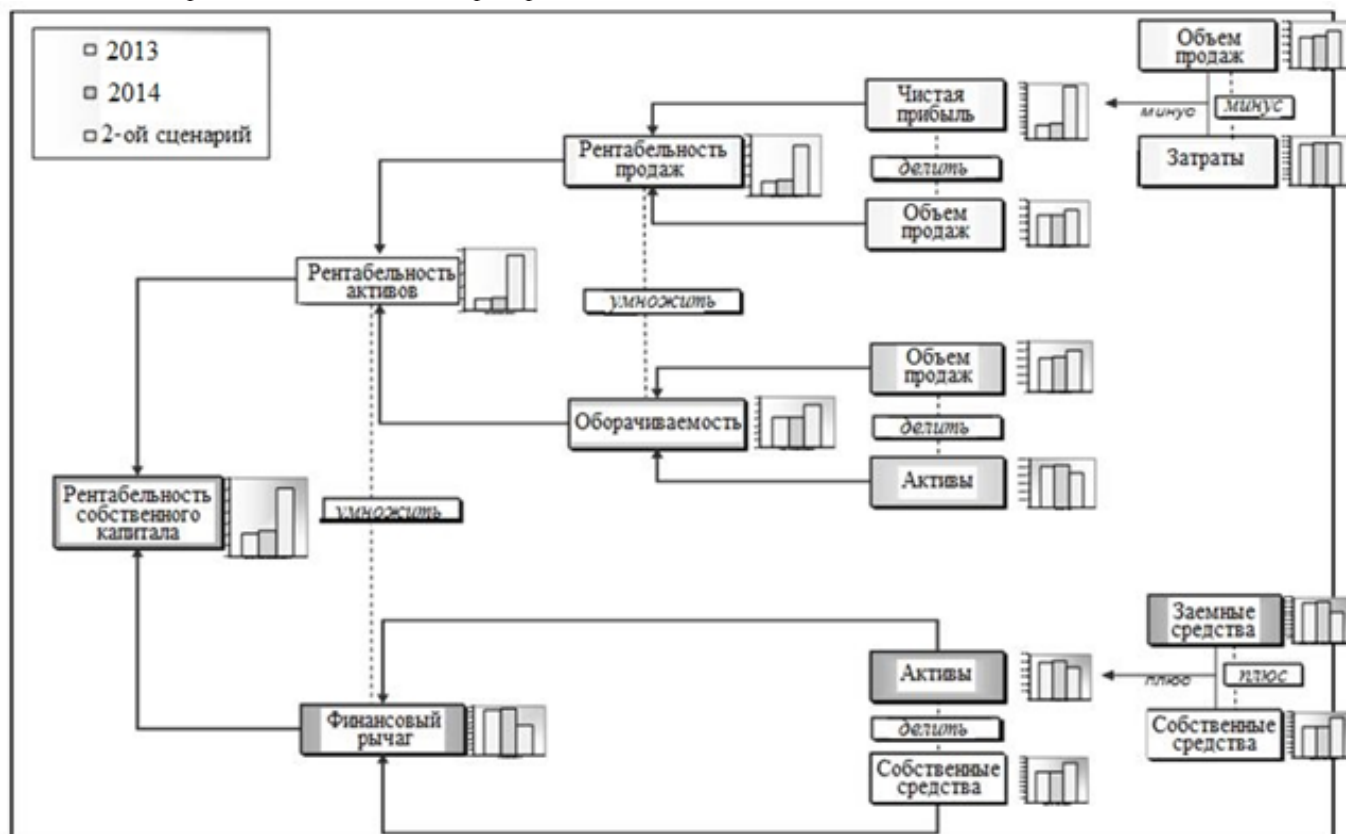 2013
2014
2-ой сценарий
Объем
продаж
минус
минус
Затраты
Чистая
прибыль
делить
Объем
продаж
Рентабельность
продаж
Рентабельность
активов
умножить
Объем
продаж
делить
Активы
Оборачиваемость
Рентабельность
собственного
капитала
умножить
Заемные
средства
плюс
плюс
Собственные
средства
Активы
делить
Собственные
средства
Финансовый
рычаг